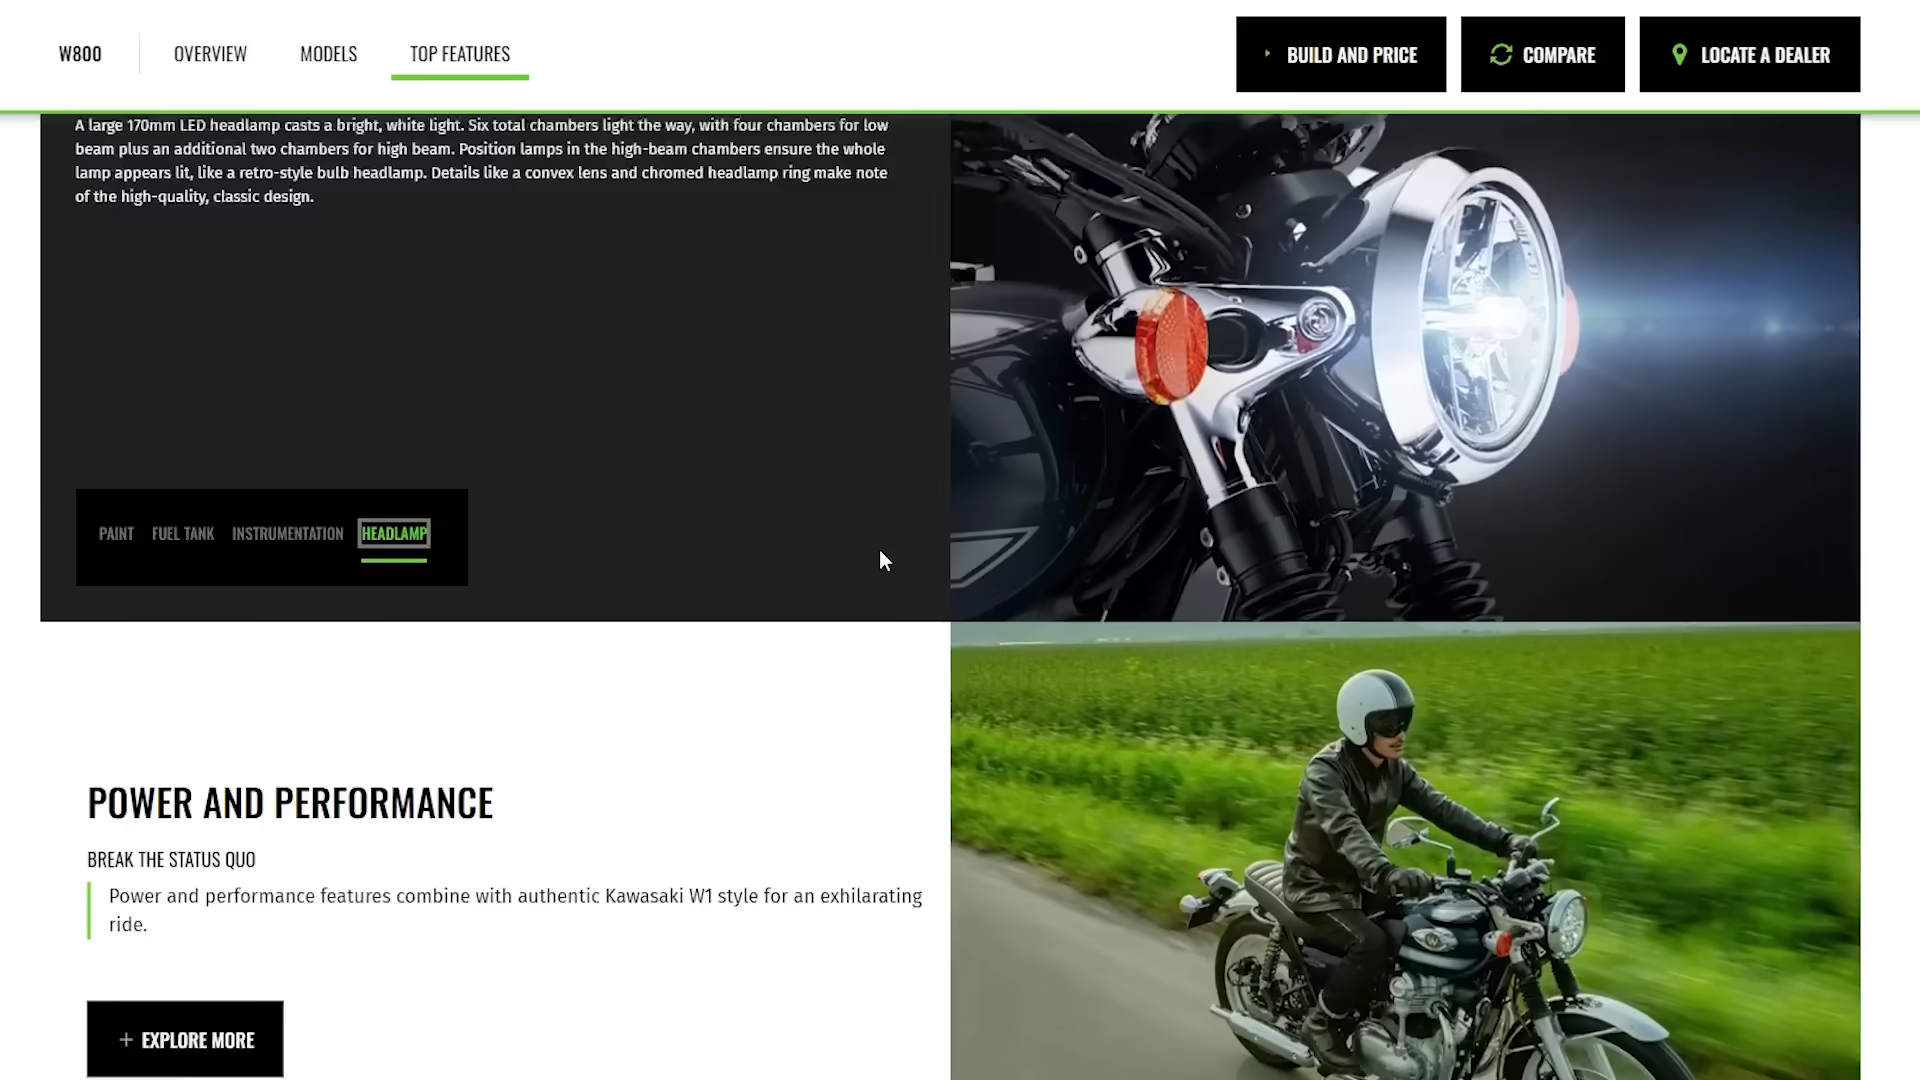 W800
OVERVIEW
MODELS
TOP FEATURES
BUILD AND PRICE
COMPARE
LOCATE A DEALER
A large 170mm LED headlamp casts a bright, white light. Six total chambers light the way, with four chambers for low
beam plus an additional two chambers for high beam. Position lamps in the high-beam chambers ensure the whole
lamp appears lit, like a retro-style bulb headlamp. Details like a convex lens and chromed headlamp ring make note
of the high-quality, classic design.
PAINT
FUEL TANK
INSTRUMENTATION
HEADLAMP
POWER AND PERFORMANCE
BREAK THE STATUS QUO
Power and performance features combine with authentic Kawasaki W1 style for an exhilarating
ride.
+ EXPLORE MORE
W